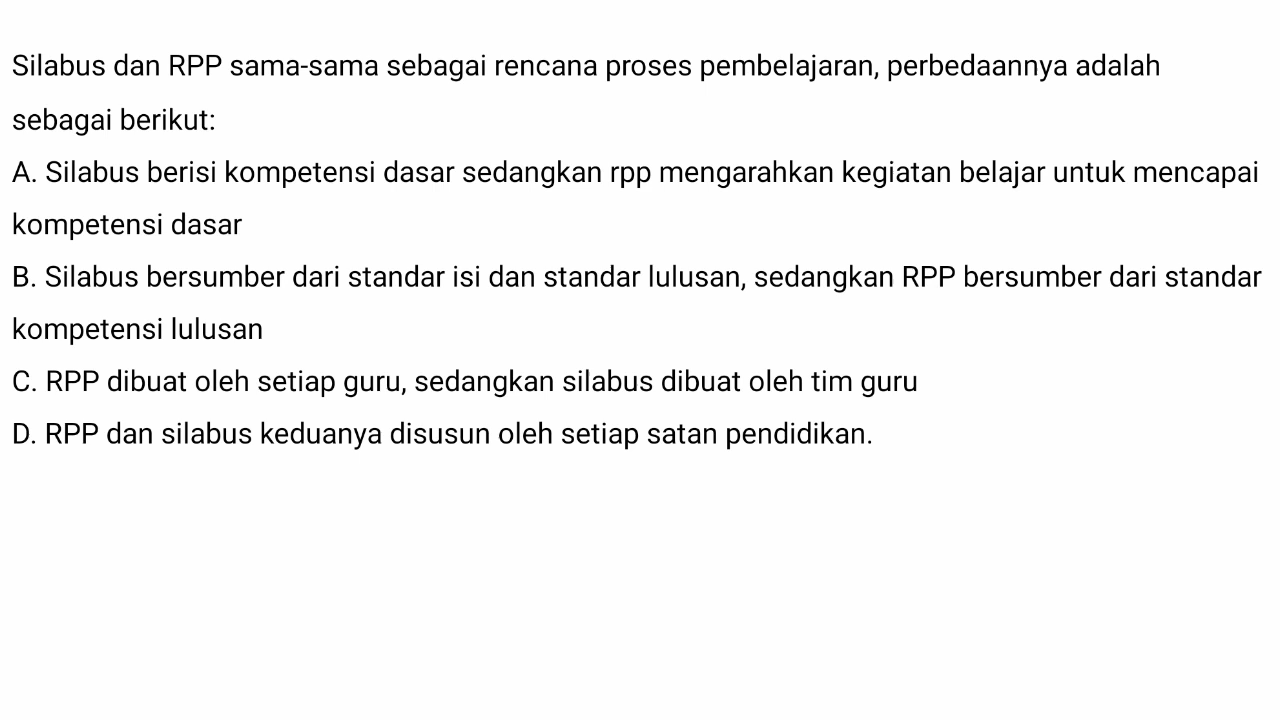 Silabus dan RPP sama-sama sebagai rencana proses pembelajaran, perbedaannya adalah
sebagai berikut:
A. Silabus berisi kompetensi dasar sedangkan rpp mengarahkan kegiatan belajar untuk mencapai
kompetensi dasar
B. Silabus bersumber dari standar isi dan standar lulusan, sedangkan RPP bersumber dari standar
kompetensi lulusan
C. RPP dibuat oleh setiap guru, sedangkan silabus dibuat oleh tim guru
D. RPP dan silabus keduanya disusun oleh setiap satan pendidikan.